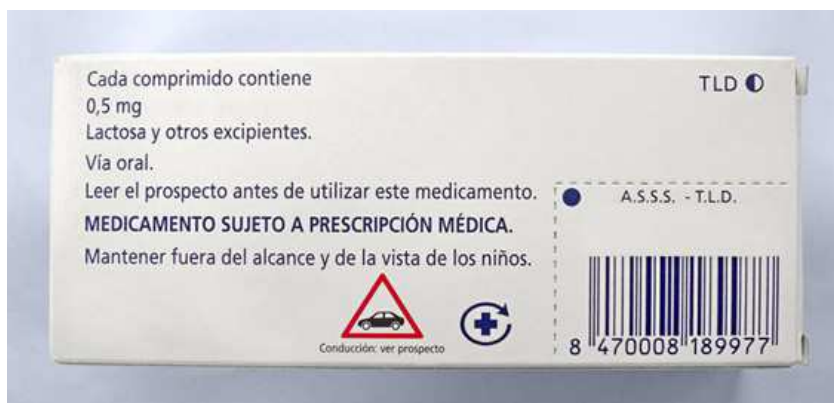 Cada comprimido contiene
0,5 mg
Lactosa y otros excipientes.
Vía oral.
Leer el prospecto antes de utilizar este medicamento.
MEDICAMENTO SUJETO A PRESCRIPCIÓN MÉDICA.
Mantener fuera del alcance y de la vista de los niños.
Conducción: ver prospecto
TLD
A.S.S.S. - T.L.D.
8 470008 189977